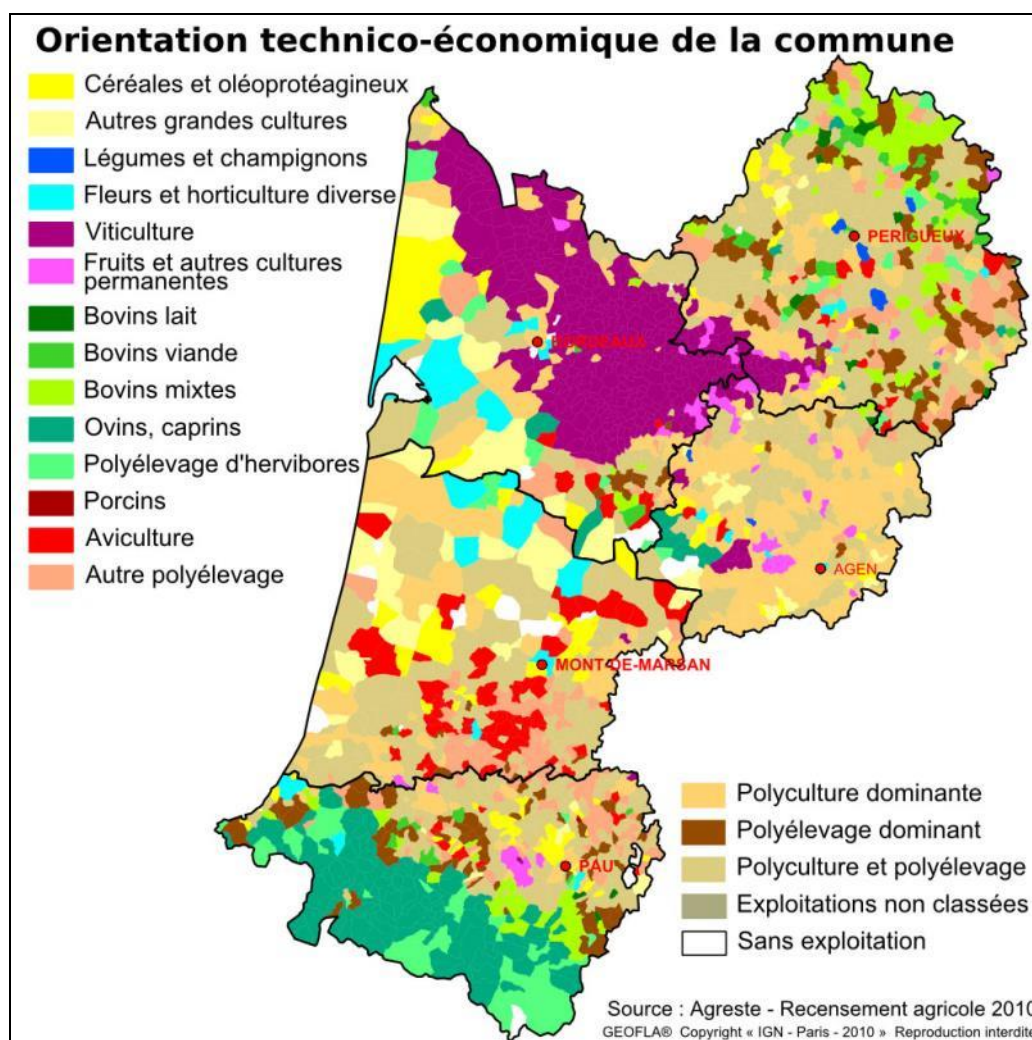 Orientation technico-économique de la commune
Céréales et oléoprotéagineux
Autres grandes cultures
Légumes et champignons
Fleurs et horticulture diverse
Viticulture
Fruits et autres cultures
permanentes
Bovins lait
Bovins viande
Bovins mixtes
Ovins, caprins
Polyélevage d'hervibores
Porcins
Aviculture
Autre polyélevage
PERIGUEUX
BORDEAUX
AGEN
MONT-DE-MARSAN
PAU
Polyculture dominante
Polyélevage dominant
Polyculture et polyélevage
Exploitations non classées
Sans exploitation
Source : Agreste - Recensement agricole 2010
GEOFLA® Copyright « IGN - Paris - 2010 » Reproduction interdite